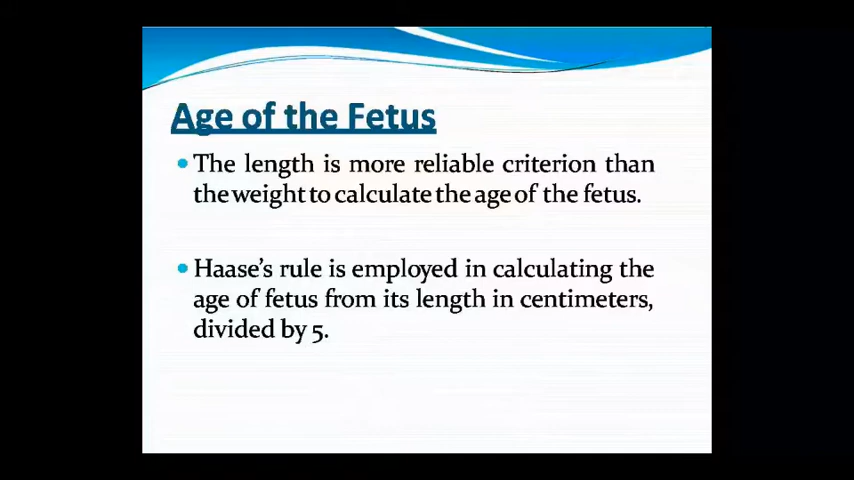 Age of the Fetus
• The length is more reliable criterion than
the weight to calculate the age of the fetus.
• Haase's rule is employed in calculating the
age of fetus from its length in centimeters,
divided by 5.